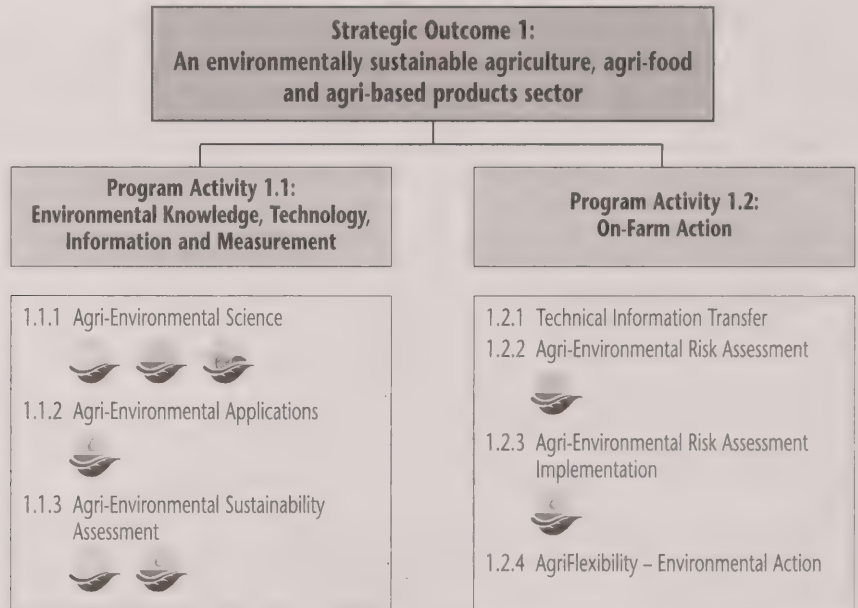 Strategic Outcome 1:
An environmentally sustainable agriculture, agri-food
and agri-based products sector
Program Activity 1.1:
Environmental Knowledge, Technology,
Information and Measurement
1.1.1 Agri-Environmental Science
1.1.2 Agri-Environmental Applications
1.1.3 Agri-Environmental Sustainability
Assessment
Program Activity 1.2:
On-Farm Action
1.2.1 Technical Information Transfer
1.2.2 Agri-Environmental Risk Assessment
1.2.3 Agri-Environmental Risk Assessment
Implementation
1.2.4 AgriFlexibility – Environmental Action